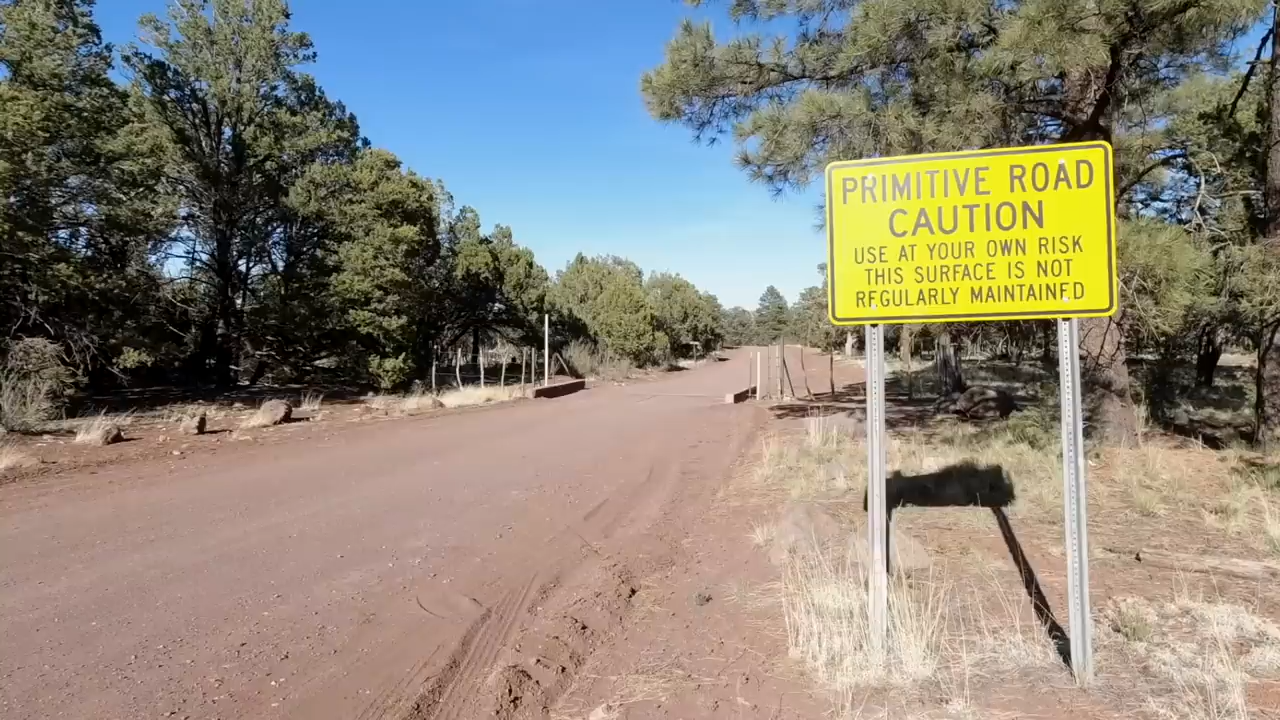 PRIMITIVE ROAD
CAUTION
USE AT YOUR OWN RISK
THIS SURFACE IS NOT
REGULARLY MAINTAINED